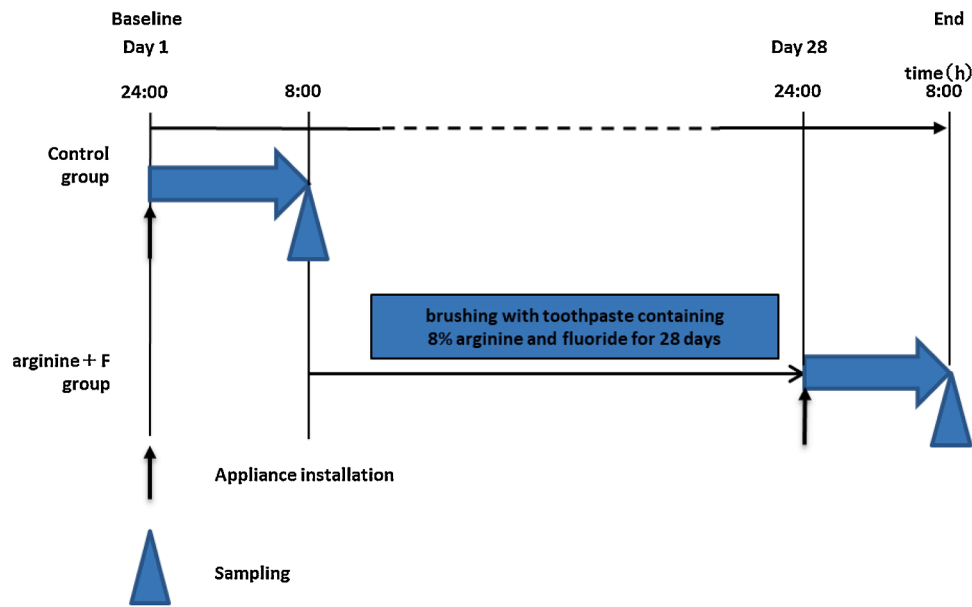 Baseline
End
Day 1
Day 28
time（h）
24:00
8:00
24:00
8:00
Control
group
brushing with toothpaste containing
8% arginine and fluoride for 28 days
arginine＋F
group
Appliance installation
Sampling